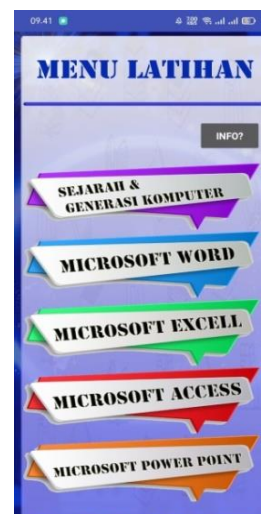 09.41
MENU LATIHAN
INFO?
SEJARAH &
GENERASI KOMPUTER
MICROSOFT WORD
MICROSOFT EXCELL
MICROSOFT ACCESS
MICROSOFT POWER POINT